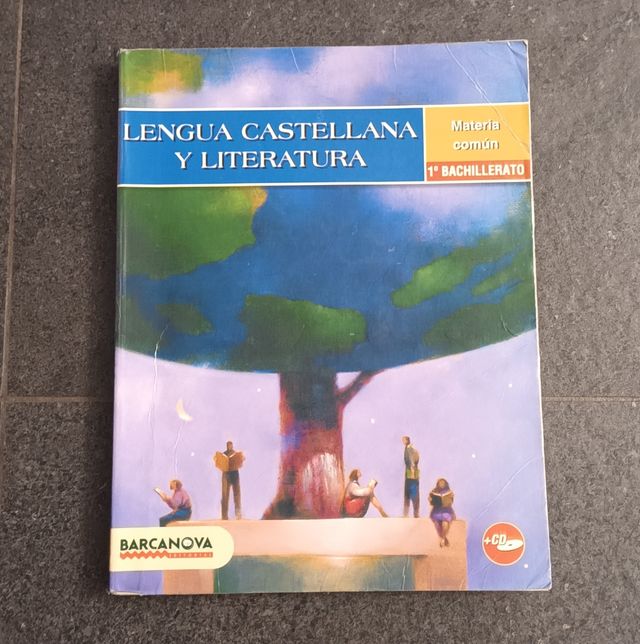 LENGUA CASTELLANA
Y LITERATURA
Materia
común
1º BACHILLERATO
BARCANOVA
+CD